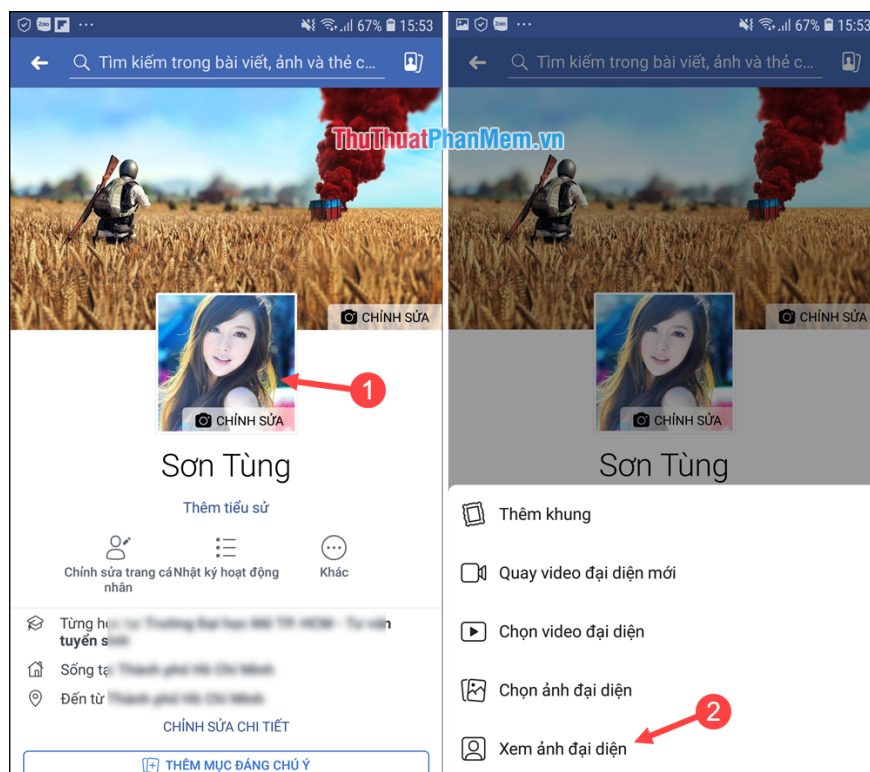 Zalo
67% 15:53
Tìm kiếm trong bài viết, ảnh và thẻ c...
ThuThuatPhanMem.vn
CHỈNH SỬA
1
CHỈNH SỬA
Sơn Tùng
Thêm tiểu sử
Chỉnh sửa trang cá
nhân
Nhật ký hoạt động
Khác
Từng
tuyển
Sống
Đến từ
CHỈNH SỬA CHI TIẾT
THÊM MỤC ĐÁNG CHÚ Ý
67% 15:53
Tìm kiếm trong bài viết, ảnh và thẻ c...
CHỈNH SỬA
CHỈNH SỬA
Sơn Tùng
Thêm khung
Quay video đại diện mới
Chọn video đại diện
Chọn ảnh đại diện
2
Xem ảnh đại diện